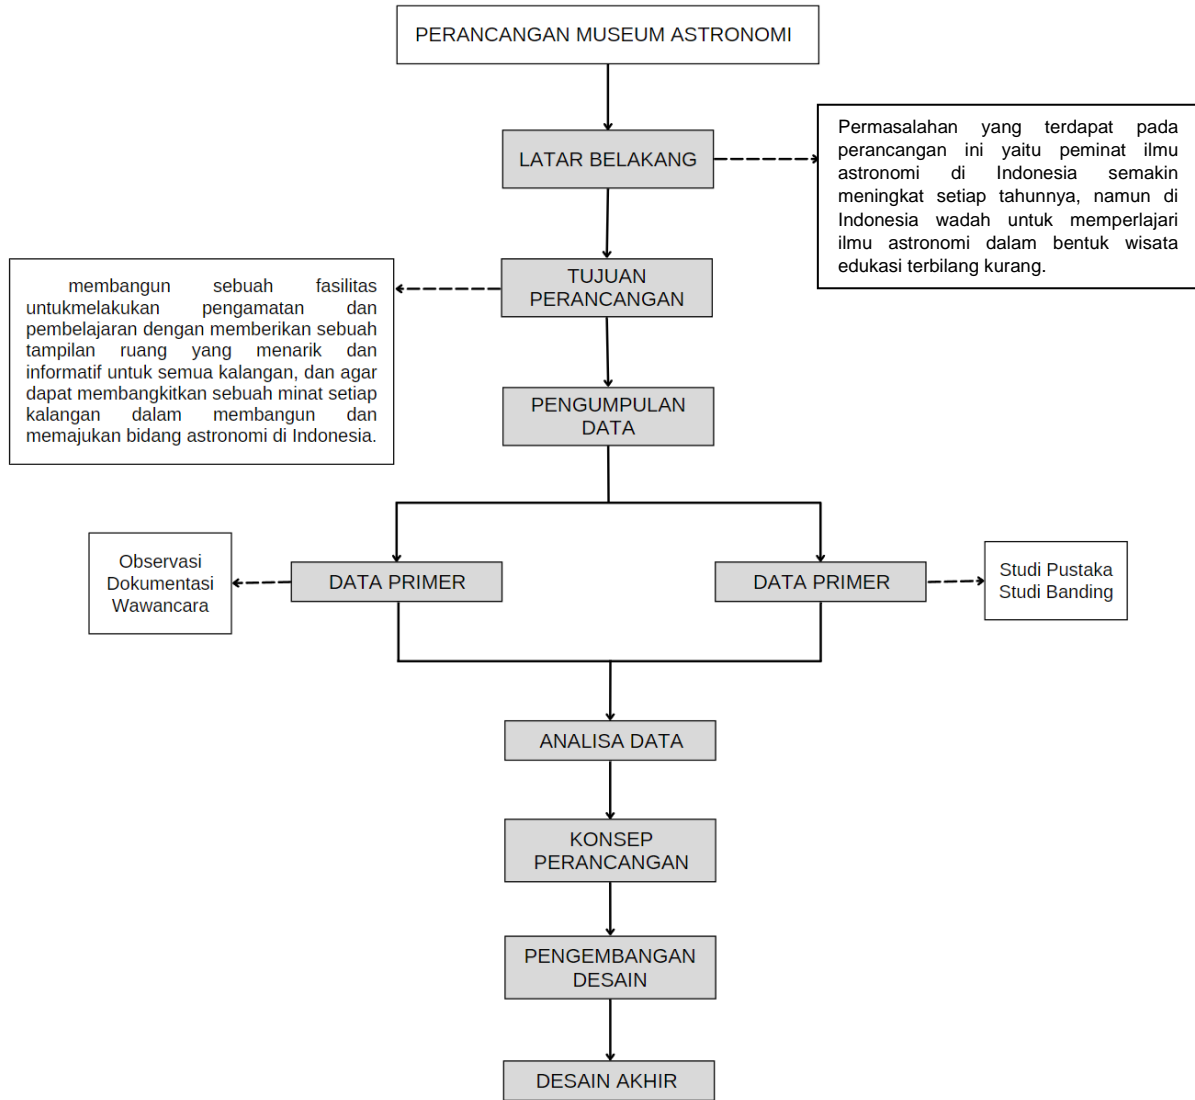 PERANCANGAN MUSEUM ASTRONOMI
LATAR BELAKANG
Permasalahan yang terdapat pada
perancangan ini yaitu peminat ilmu
astronomi di Indonesia semakin
meningkat setiap tahunnya, namun di
Indonesia wadah untuk memperlajari
ilmu astronomi dalam bentuk wisata
edukasi terbilang kurang.
TUJUAN
PERANCANGAN
membangun sebuah fasilitas
untukmelakukan pengamatan dan
pembelajaran dengan memberikan sebuah
tampilan ruang yang menarik dan
informatif untuk semua kalangan, dan agar
dapat membangkitkan sebuah minat setiap
kalangan dalam membangun dan
memajukan bidang astronomi di Indonesia.
PENGUMPULAN
DATA
Observasi
Dokumentasi
Wawancara
DATA PRIMER
DATA PRIMER
Studi Pustaka
Studi Banding
ANALISA DATA
KONSEP
PERANCANGAN
PENGEMBANGAN
DESAIN
DESAIN AKHIR